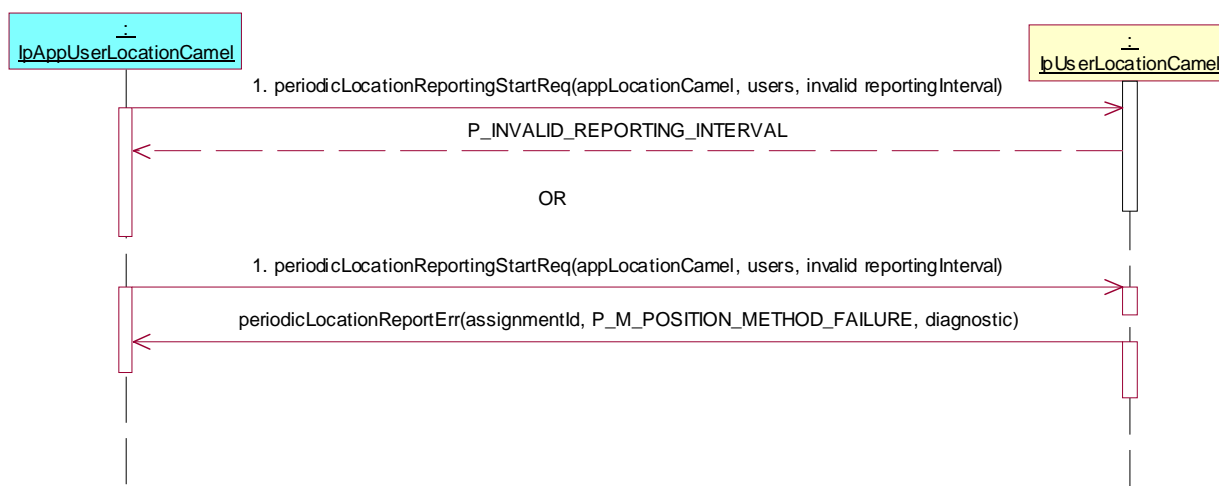 :
IpAppUserLocationCamel
:
IpUserLocationCamel
1. periodicLocationReportingStartReq(appLocationCamel, users, invalid reportingInterval)
P_INVALID_REPORTING_INTERVAL
OR
1. periodicLocationReportingStartReq(appLocationCamel, users, invalid reportingInterval)
periodicLocationReportErr(assignmentId, P_M_POSITION_METHOD_FAILURE, diagnostic)